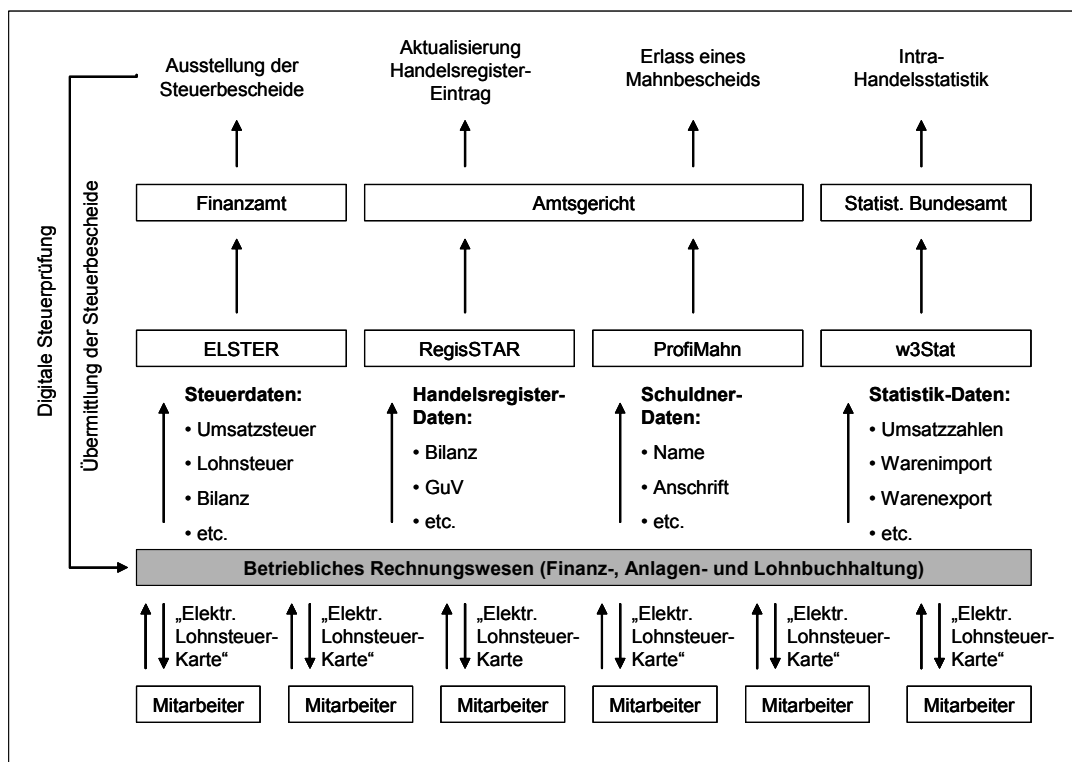 Ausstellung der
Steuerbescheide
Aktualisierung
Handelsregister-
Eintrag
Erlass eines
Mahnbescheids
Intra-
Handelsstatistik
Digitale Steuerprüfung
Übermittlung der Steuerbescheide
Finanzamt
Amtsgericht
Statist. Bundesamt
ELSTER
RegisSTAR
ProfiMahn
w3Stat
Steuerdaten:
• Umsatzsteuer
• Lohnsteuer
• Bilanz
• etc.
Handelsregister-
Daten:
• Bilanz
• GuV
• etc.
Schuldner-
Daten:
• Name
• Anschrift
• etc.
Statistik-Daten:
• Umsatzzahlen
• Warenimport
• Warenexport
• etc.
Betriebliches Rechnungswesen (Finanz-, Anlagen- und Lohnbuchhaltung)
„Elektr.
Lohnsteuer-
Karte“
„Elektr.
Lohnsteuer-
Karte“
„Elektr.
Lohnsteuer-
Karte
„Elektr.
Lohnsteuer-
Karte“
„Elektr.
Lohnsteuer-
Karte“
„Elektr.
Lohnsteuer-
Karte“
Mitarbeiter
Mitarbeiter
Mitarbeiter
Mitarbeiter
Mitarbeiter
Mitarbeiter